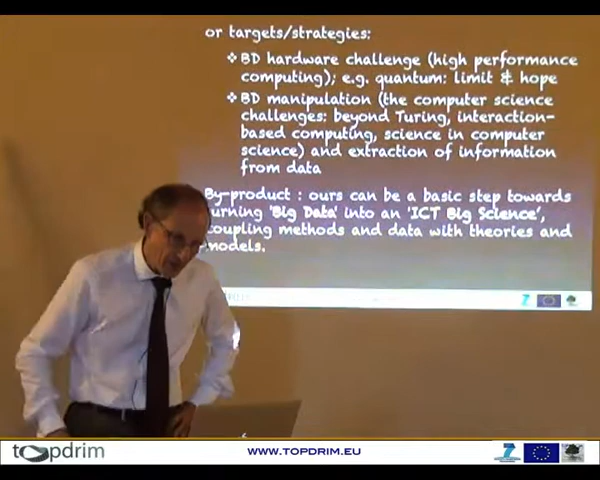 or targets/strategies:
❖BD hardware challenge (high performance
computing); e.g. quantum: limit & hope
❖BD manipulation (the computer science
challenges: beyond Turing, interaction-
based computing, science in computer
science) and extraction of information
from data
By-product : ours can be a basic step towards
turning 'Big Data' into an 'ICT Big Science',
coupling methods and data with theories and
models.
topdrim
WWW.TOPDRIM.EU